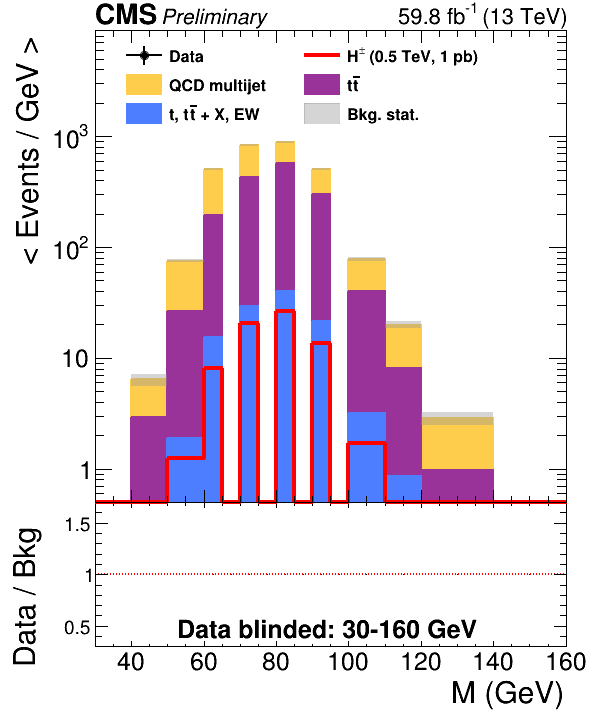 CMS Preliminary 59.8 fb⁻¹ (13 TeV)
< Events / GeV >
Data
H± (0.5 TeV, 1 pb)
QCD multijet
tt̄
t, tt̄ + X, EW
Bkg. stat.
10³
10²
10
1
Data / Bkg
1.5
1
0.5
Data blinded: 30-160 GeV
40 60 80 100 120 140 160
M (GeV)